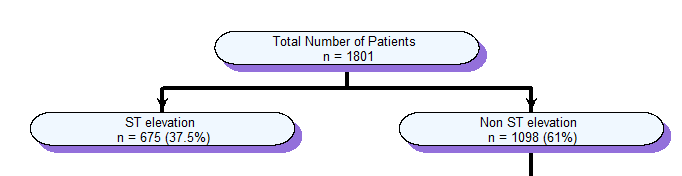 Total Number of Patients
n = 1801
ST elevation
n = 675 (37.5%)
Non ST elevation
n = 1098 (61%)